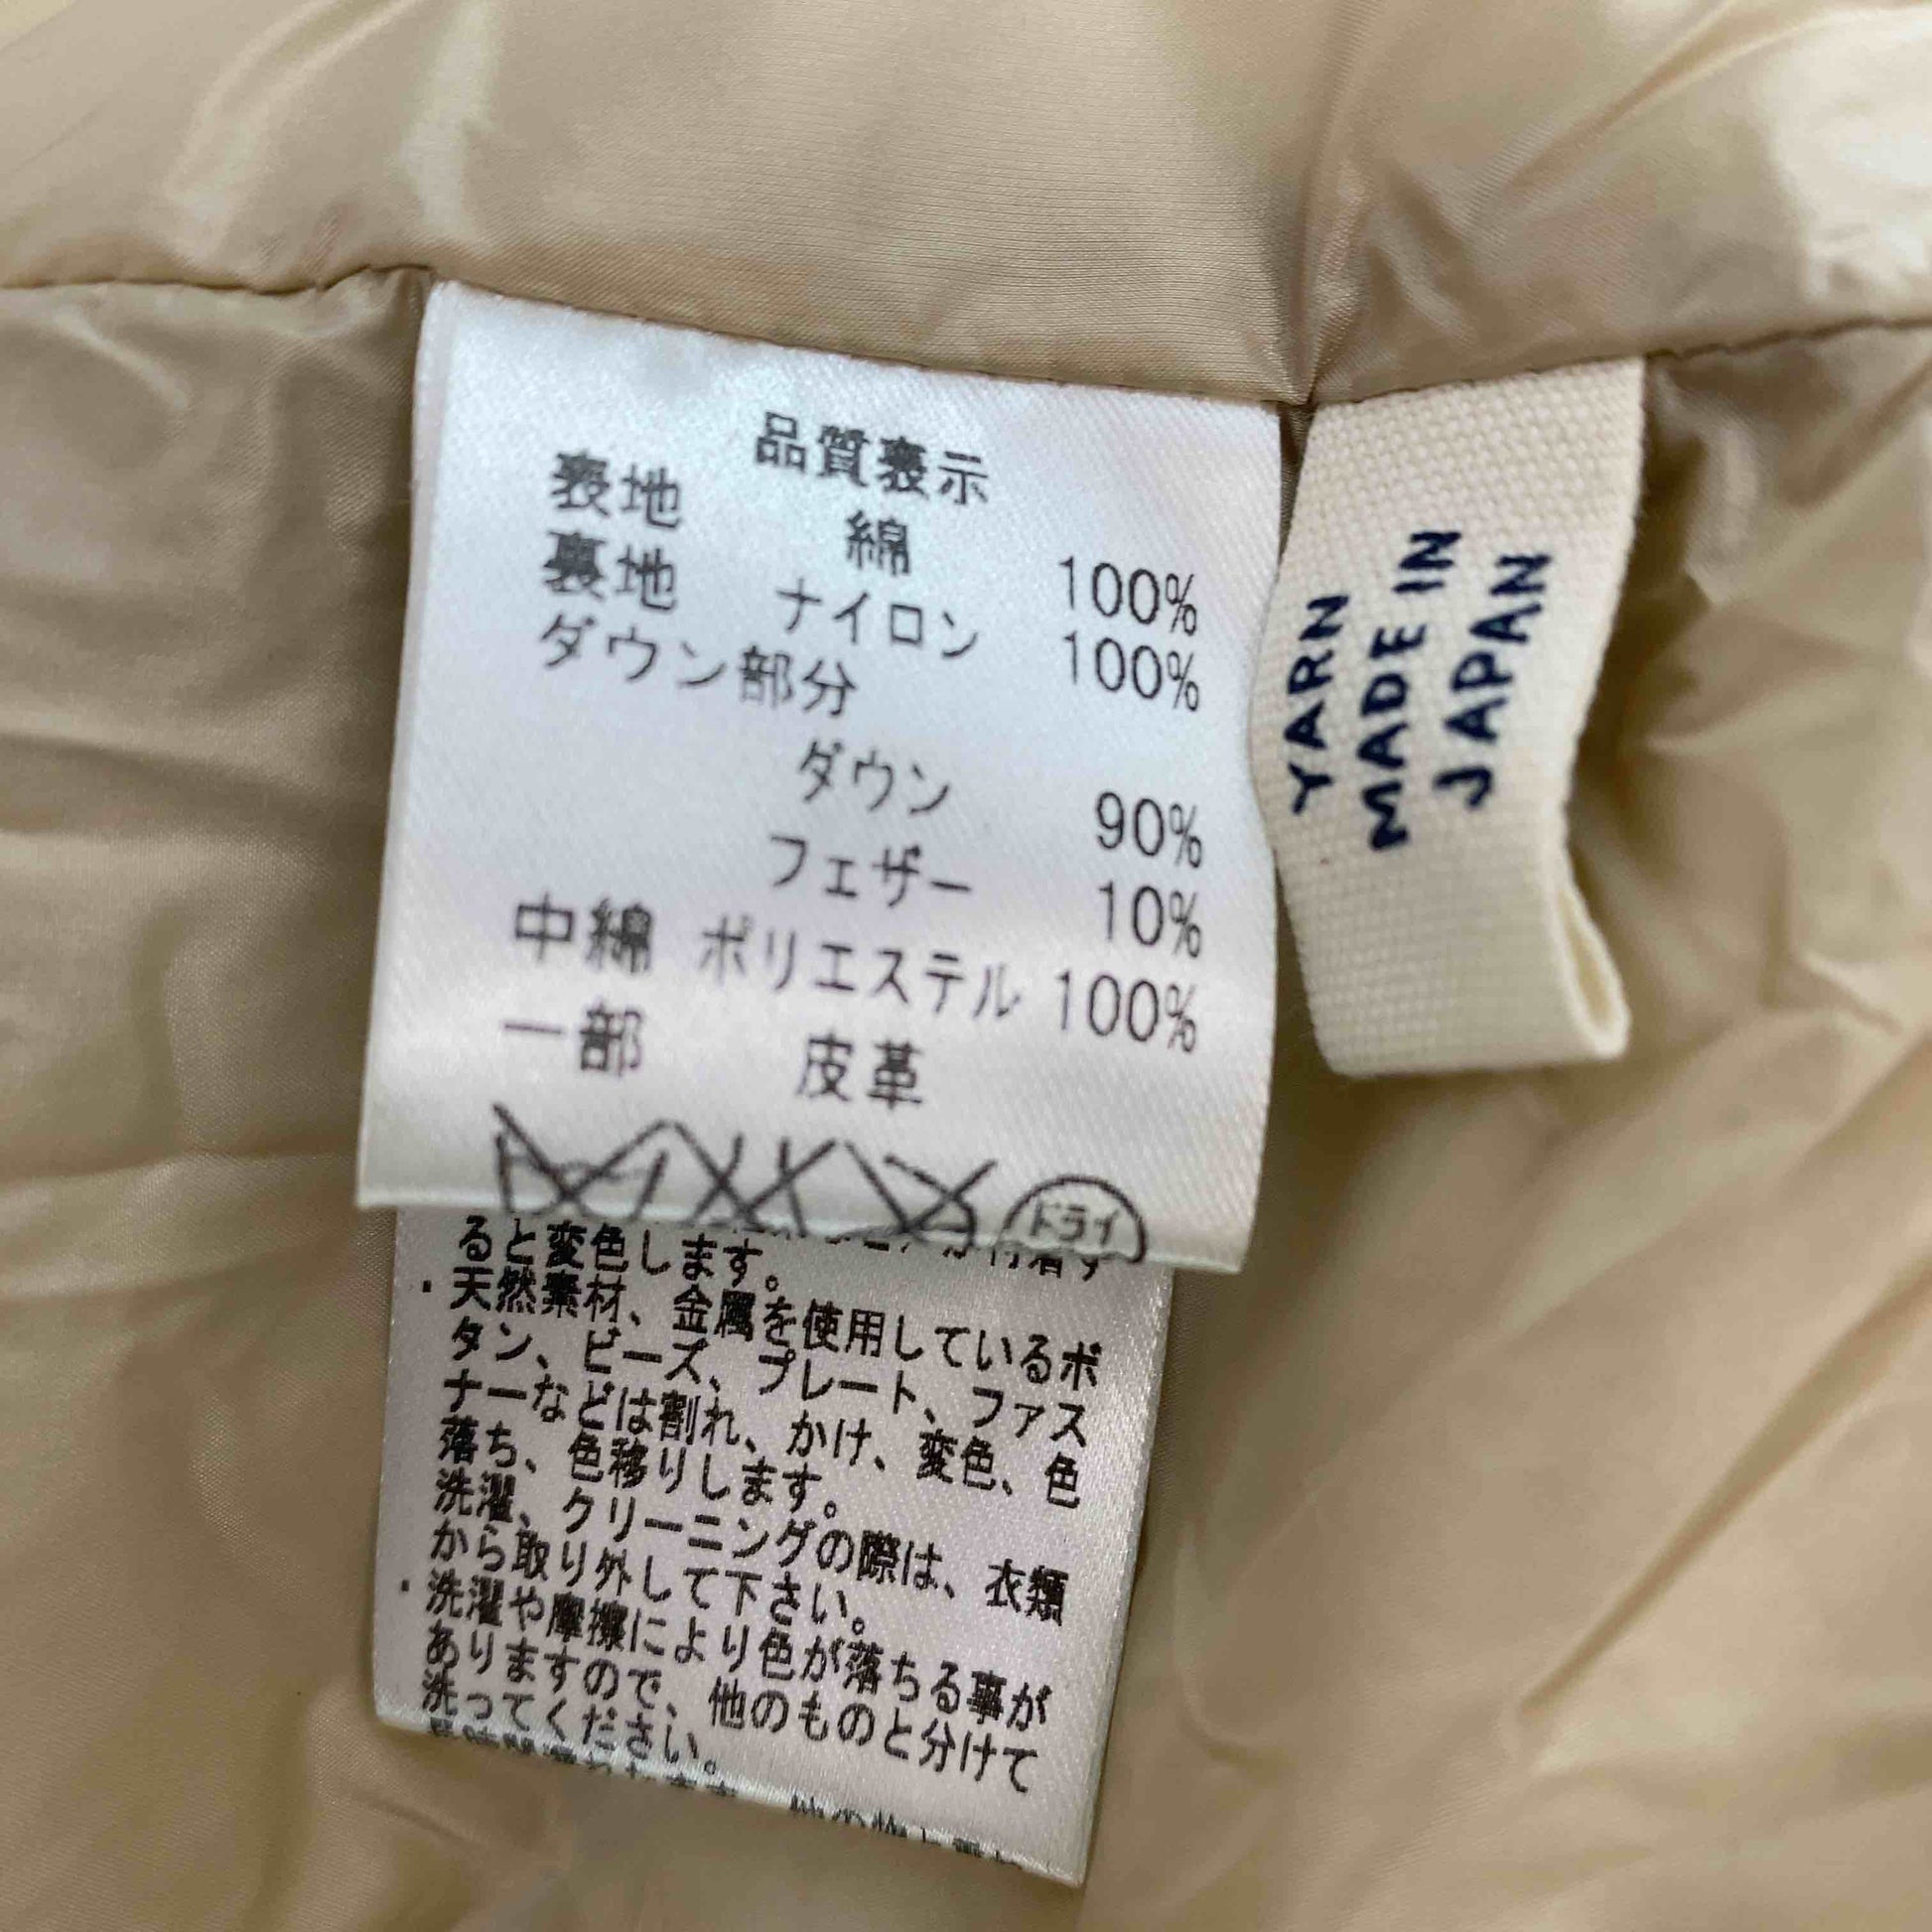 品質表示
表地 綿 100%
裏地 ナイロン 100%
ダウン部分
ダウン 90%
フェザー 10%
中綿 ポリエステル 100%
一部 皮革
ドライ
ると変色します。
・天然素材、金属を使用しているボ
タン、ビーズ、プレート、ファス
ナーなどは割れ、かけ、変色、色
落ち、色移りします。
洗濯、クリーニングの際は、衣類
から取り外して下さい。
・洗濯や摩擦により色が落ちる事が
ありますので、他のものと分けて
洗ってください。
YARN
MADE IN
JAPAN